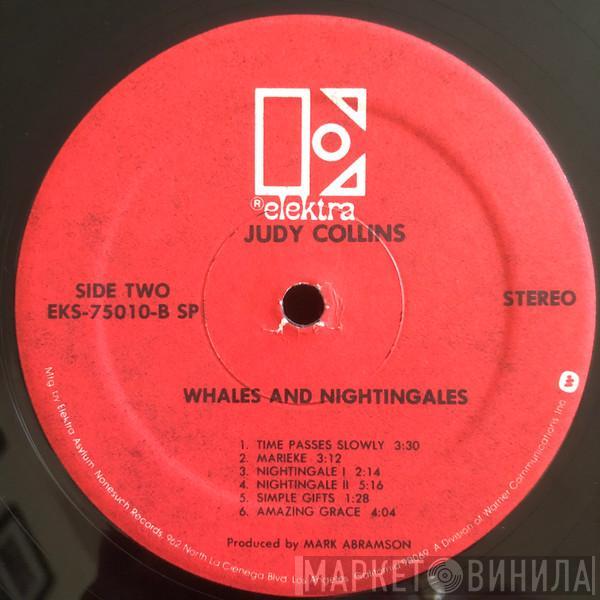 ® elektra
JUDY COLLINS
SIDE TWO
EKS-75010-B SP
STEREO
WHALES AND NIGHTINGALES
1. TIME PASSES SLOWLY 3:30
2. MARIEKE 3:12
3. NIGHTINGALE I 2:14
4. NIGHTINGALE II 5:16
5. SIMPLE GIFTS 1:28
6. AMAZING GRACE 4:04
Produced by MARK ABRAMSON
Mfg by Elektra Asylum Nonesuch Records, 962 North La Cienega Blvd. Los Angeles, California 90069. A Division of Warner Communications Inc.
МАРКЕТ ВИНИЛА